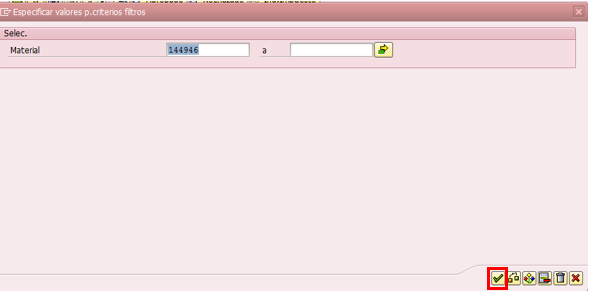 Especificar valores p.criterios filtros
Selec.
Material 144946 a